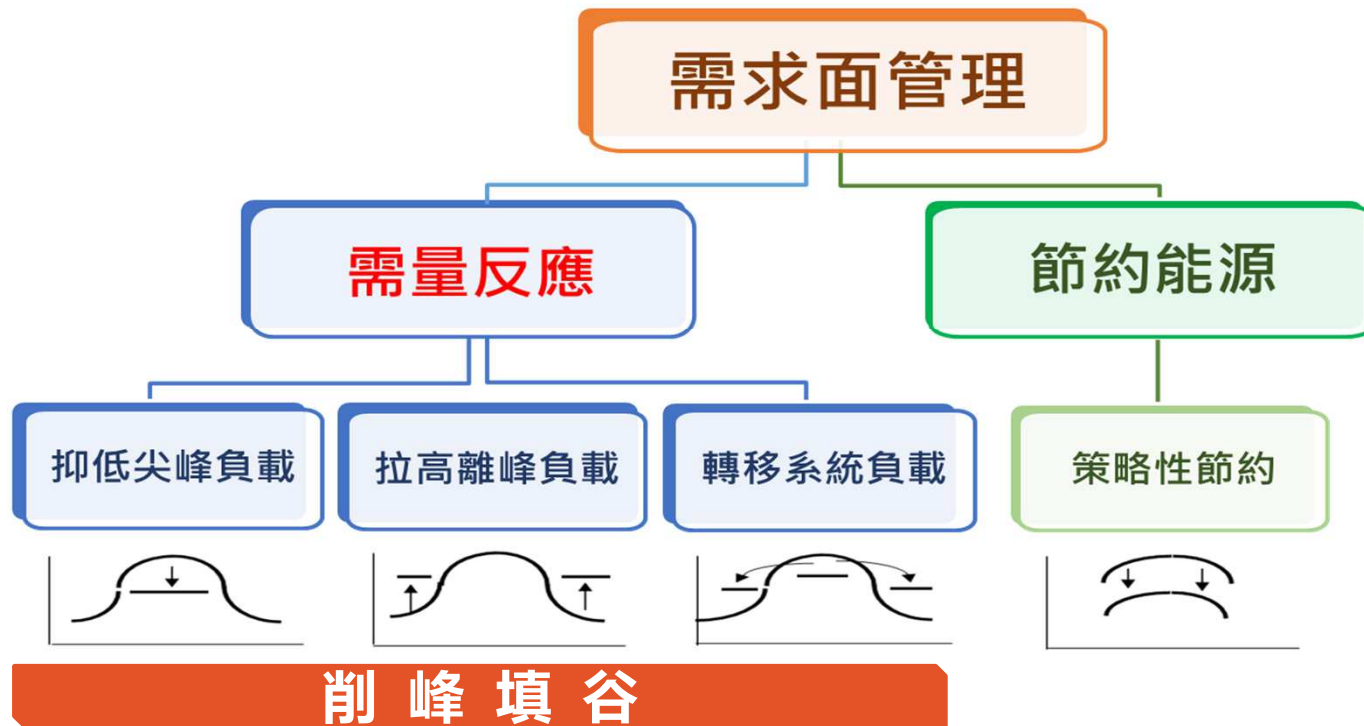 需求面管理
需量反應
節約能源
抑低尖峰負載
拉高離峰負載
轉移系統負載
策略性節約
削峰填谷